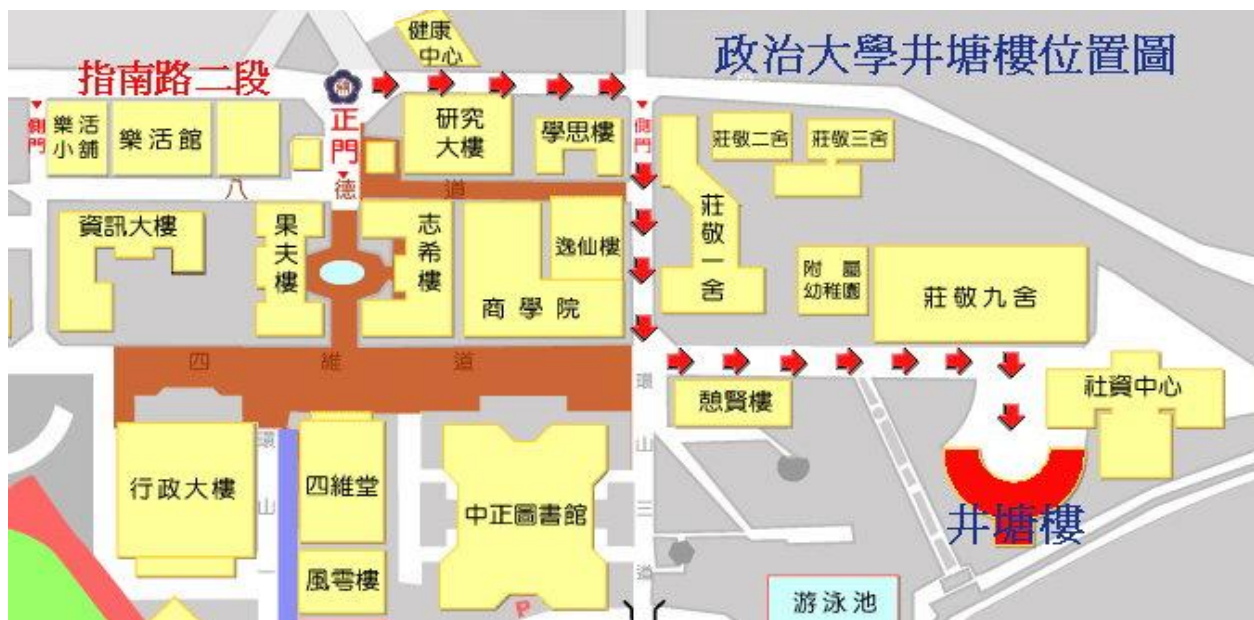 健康
中心
政治大學井塘樓位置圖
指南路二段
正門
側門
樂活
小舖
樂活館
研究
大樓
學思樓
側門
莊敬二舍
莊敬三舍
八德道
資訊大樓
果夫樓
志希樓
逸仙樓
商學院
莊敬一舍
附屬
幼稚園
莊敬九舍
四維道
憩賢樓
社資中心
環山一
行政大樓
四維堂
中正圖書館
環山三道
井塘樓
風雩樓
P
游泳池